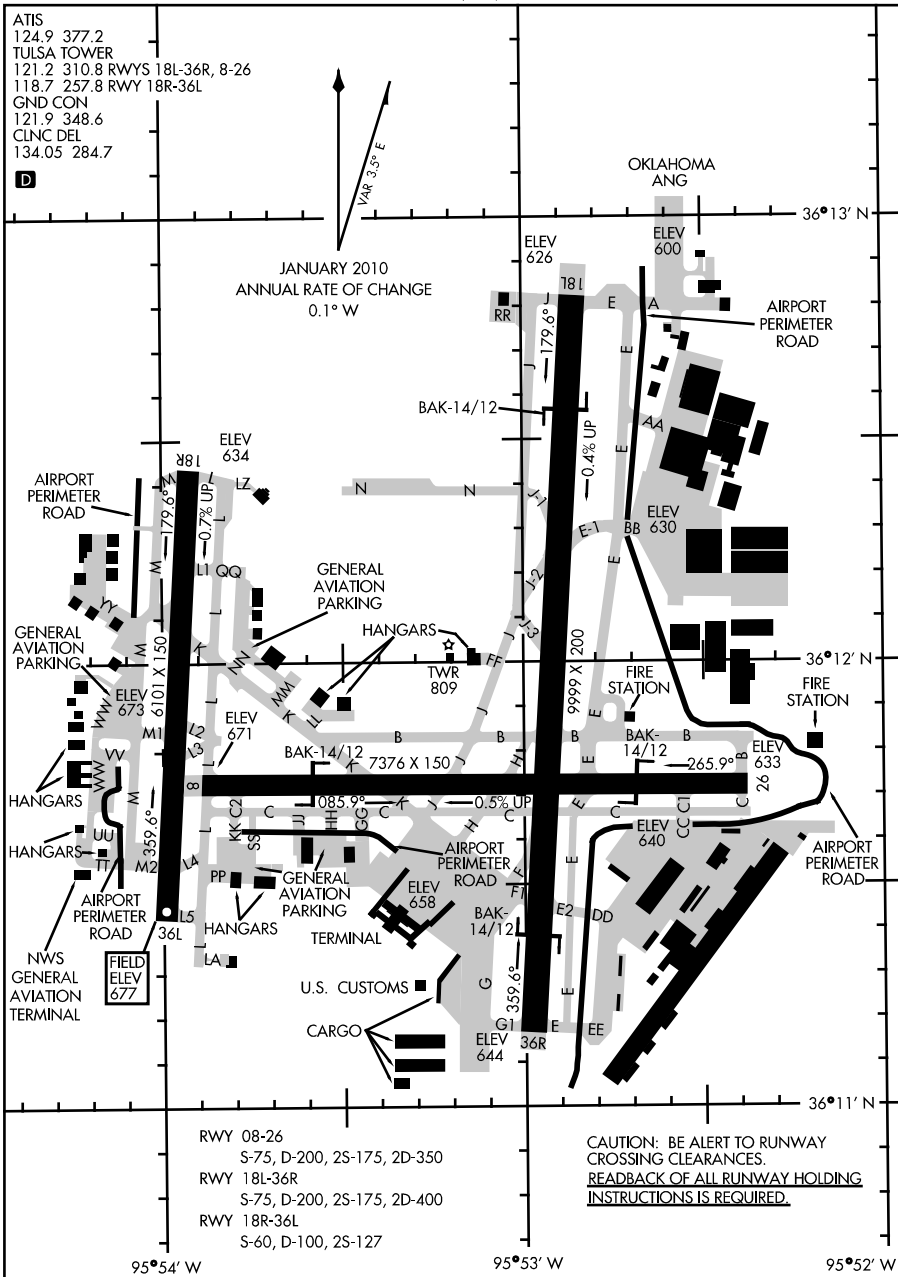 ATIS
124.9 377.2
TULSA TOWER
121.2 310.8 RWYS 18L-36R, 8-26
118.7 257.8 RWY 18R-36L
GND CON
121.9 348.6
CLNC DEL
134.05 284.7
D
VAR 3.5° E
JANUARY 2010
ANNUAL RATE OF CHANGE
0.1° W
OKLAHOMA
ANG
36°13' N
ELEV
626
ELEV
600
18L
J
E
A
RR
179.6°
AIRPORT
PERIMETER
ROAD
J
E
BAK-14/12
AA
0.4% UP
E
ELEV
634
18R
M
L
LZ
AIRPORT
PERIMETER
ROAD
179.6°
0.7% UP
L
N
N
J-1
E-1
BB
ELEV
630
E
M
L1
QQ
J-2
GENERAL
AVIATION
PARKING
L
YY
HANGARS
J-3
J
GENERAL
AVIATION
PARKING
M
K
NN
TWR
809
FF
36°12' N
6101 X 150
9999 X 200
FIRE
STATION
FIRE
STATION
ELEV
673
WW
L
MM
K
LL
J
E
ELEV
671
M1
L2
L3
B
B
B
B
VV
BAK-14/12
7376 X 150
H1
BAK-
14/12
265.9°
ELEV
633
WW
K
J
E
B
26
HANGARS
M
8
085.9°
K
J
0.5% UP
C
359.6°
L
KK
C2
C
C
C
CC
C1
SS
JJ
HH
GG
H
E
UU
ELEV
640
HANGARS
TT
M2
L4
AIRPORT
PERIMETER
ROAD
AIRPORT
PERIMETER
ROAD
PP
GENERAL
AVIATION
PARKING
ELEV
658
F
F1
E
AIRPORT
PERIMETER
ROAD
HANGARS
TERMINAL
BAK-
14/12
E2
DD
L5
36L
L
LA
NWS
GENERAL
AVIATION
TERMINAL
FIELD
ELEV
677
U.S. CUSTOMS
G
359.6°
E
CARGO
G1
E
EE
ELEV
644
36R
36°11' N
RWY 08-26
S-75, D-200, 2S-175, 2D-350
RWY 18L-36R
S-75, D-200, 2S-175, 2D-400
RWY 18R-36L
S-60, D-100, 2S-127
CAUTION: BE ALERT TO RUNWAY
CROSSING CLEARANCES.
READBACK OF ALL RUNWAY HOLDING
INSTRUCTIONS IS REQUIRED.
95°54' W
95°53' W
95°52' W